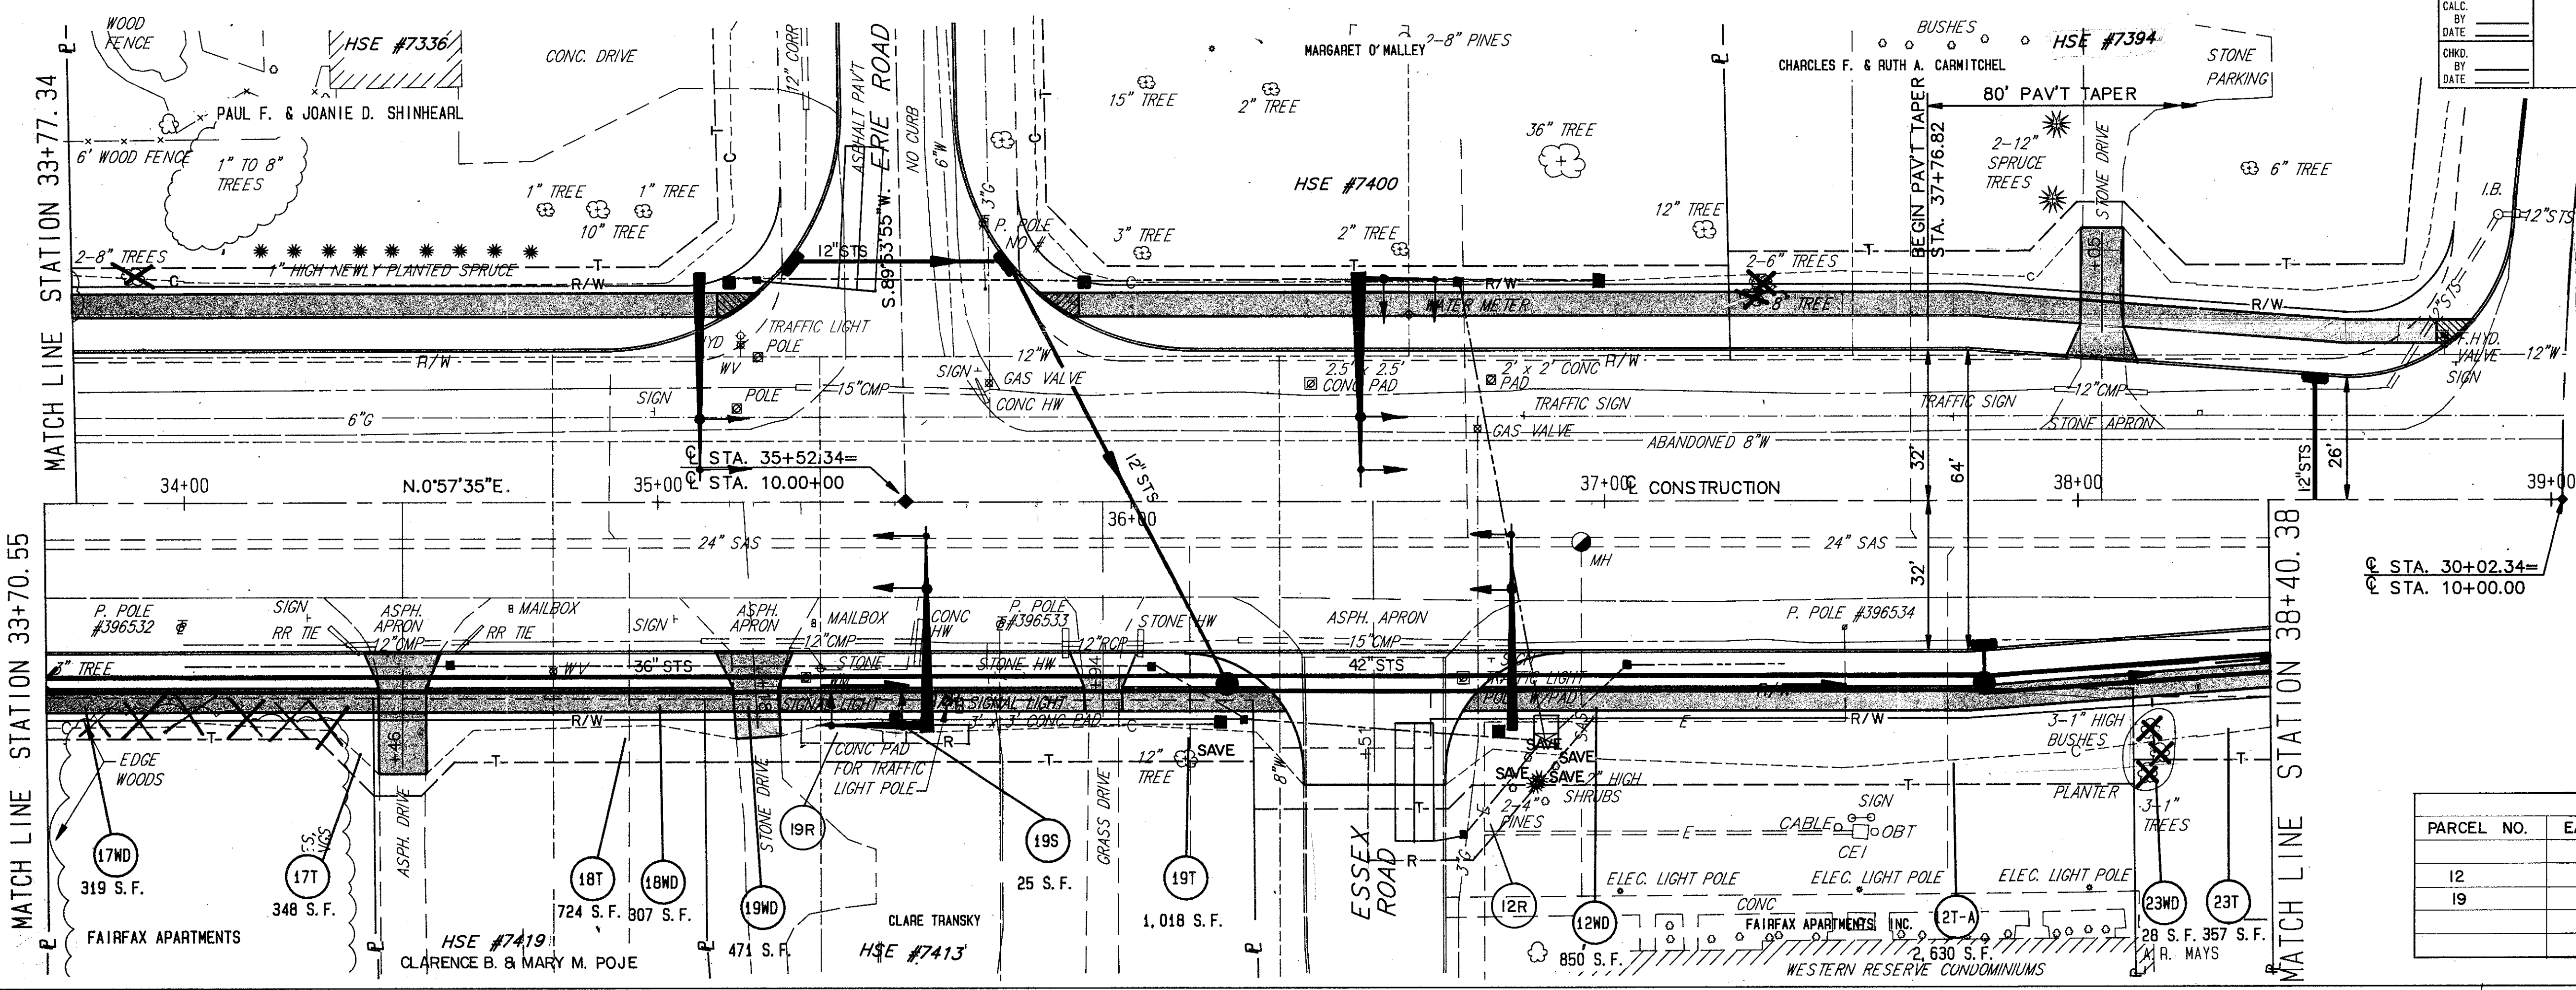 WOOD
FENCE
HSE #7336
CONC. DRIVE
12" CORR
ASPHALT PAV'T
S.89°53'55"W. ERIE ROAD
NO CURB
6"W
MARGARET O'MALLEY
2-8" PINES
BUSHES
HSE #7394
CHARCLES F. & RUTH A. CARMITCHEL
STONE
PARKING
CALC.
BY
DATE
CHKD.
BY
DATE
PAUL F. & JOANIE D. SHINHEARL
6' WOOD FENCE
1" TO 8"
TREES
15" TREE
2" TREE
36" TREE
80' PAV'T TAPER
BEGIN PAV'T TAPER
STA. 37+76.82
2-12"
SPRUCE
TREES
STONE DRIVE
6" TREE
I.B.
12"STS
MATCH LINE STATION 33+77.34
1" TREE
10" TREE
1" TREE
3"G
P. POLE
NO #
HSE #7400
3" TREE
2" TREE
12" TREE
2-8" TREES
1" HIGH NEWLY PLANTED SPRUCE
12"STS
2-6" TREES
8" TREE
+05
R/W
R/W
R/W
WATER METER
12"STS
HYD
WV
TRAFFIC LIGHT
POLE
12"W
R/W
R/W
F.HYD.
VALVE
SIGN
12"W
SIGN
POLE
15"CMP
SIGN
GAS VALVE
CONC HW
2.5' x 2.5'
CONC PAD
2' x 2' CONC
PAD
TRAFFIC SIGN
TRAFFIC SIGN
12"CMP
STONE APRON
6"G
GAS VALVE
ABANDONED 8"W
℄ STA. 35+52.34=
℄ STA. 10.00+00
12" STS
32'
64'
12"STS
26'
34+00
N.0°57'35"E.
35+00
36+00
37+00
℄ CONSTRUCTION
38+00
39+00
24" SAS
24" SAS
MH
32'
℄ STA. 30+02.34=
℄ STA. 10+00.00
MATCH LINE STATION 33+70.55
P. POLE
#396532
SIGN
RR TIE
ASPH.
APRON
12"CMP
MAILBOX
RR TIE
SIGN
ASPH.
APRON
MAILBOX
12"CMP
CONC
HW
P. POLE
#396533
12"RCP
STONE HW
ASPH. APRON
15"CMP
P. POLE #396534
3" TREE
36" STS
WV
STONE
STONE HW
+94
42"STS
SIGN
TRAFFIC LIGHT
POLE W/PAD
R/W
R/W
WM
SIGNAL LIGHT
SIGNAL LIGHT
3' x 3' CONC PAD
SAS
E
R/W
EDGE
WOODS
+46
CONC PAD
FOR TRAFFIC
LIGHT POLE
R
12"
TREE
SAVE
8"W
+51
SAVE
SAVE
SAVE
SAVE
2" HIGH
SHRUBS
2-4"
PINES
3-1" HIGH
BUSHES
PLANTER
3-1"
TREES
SIGN
CABLE
OBT
CEI
E
ASPH. DRIVE
STONE DRIVE
GRASS DRIVE
ESSEX
ROAD
R
3"G
17WD
319 S.F.
17T
348 S.F.
18T
724 S.F.
18WD
307 S.F.
19WD
471 S.F.
19R
19S
25 S.F.
19T
1,018 S.F.
12R
12WD
850 S.F.
12T-A
2,630 S.F.
23WD
28 S.F.
23T
357 S.F.
ELEC. LIGHT POLE
ELEC. LIGHT POLE
ELEC. LIGHT POLE
CONC
FAIRFAX APARTMENTS
HSE #7419
CLARENCE B. & MARY M. POJE
CLARE TRANSKY
HSE #7413
FAIRFAX APARTMENTS, INC.
WESTERN RESERVE CONDOMINIUMS
R. MAYS
MATCH LINE STATION 38+40.38
PARCEL NO.
12
19